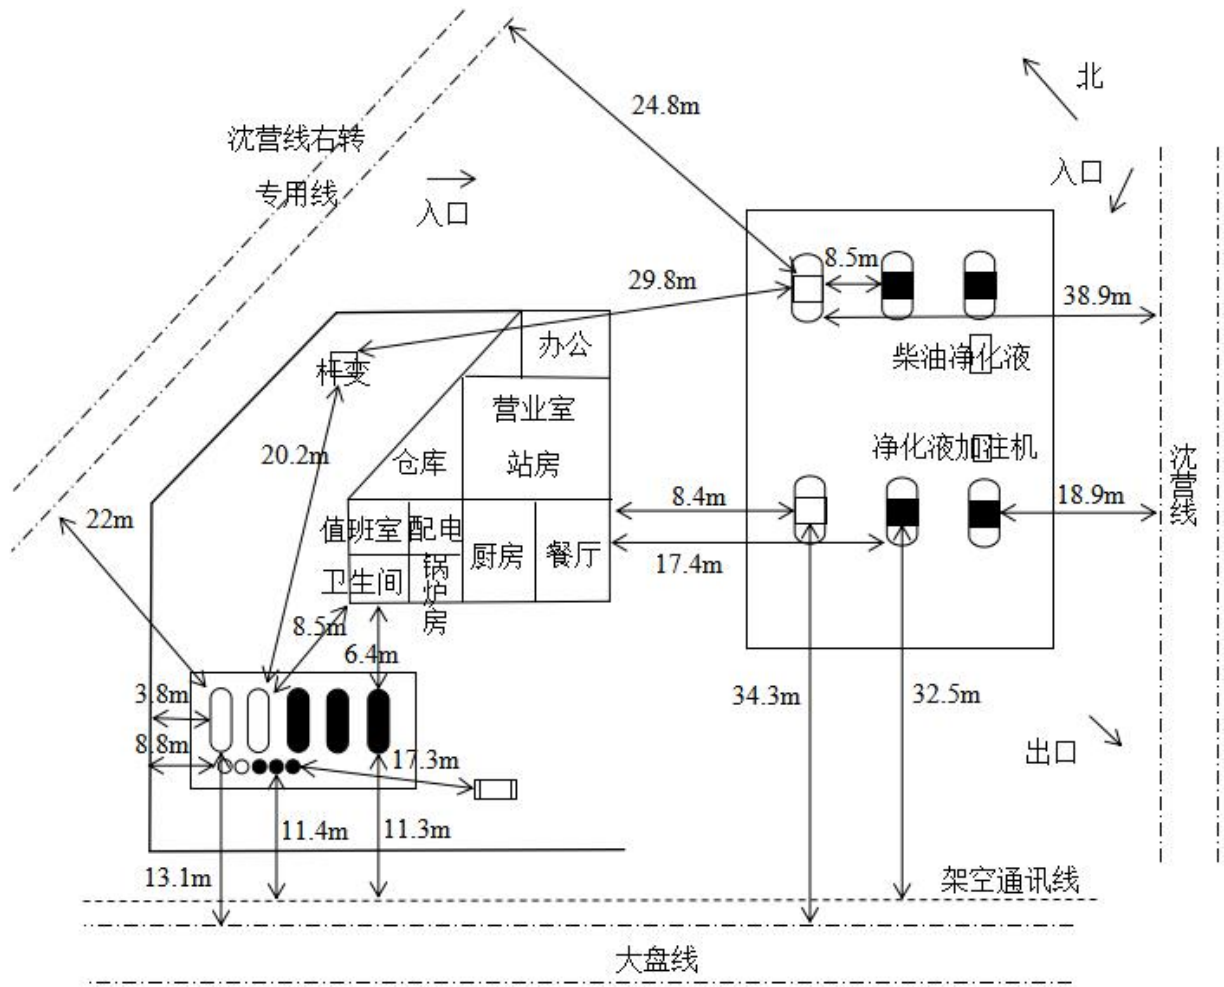 北
24.8m
沈营线右转
专用线
入口
入口
8.5m
29.8m
38.9m
办公
柴油净化液
杆变
营业室
净化液加注机
20.2m
仓库
站房
沈营线
8.4m
18.9m
22m
值班室
配电
厨房
餐厅
17.4m
卫生间
锅炉房
8.5m
6.4m
3.8m
34.3m
32.5m
8.8m
17.3m
出口
11.4m
11.3m
13.1m
架空通讯线
大盘线